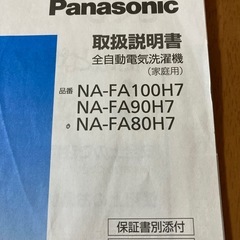 Panasonic
取扱説明書
全自動電気洗濯機
(家庭用)
品番 NA-FA100H7
NA-FA90H7
NA-FA80H7
保証書別添付